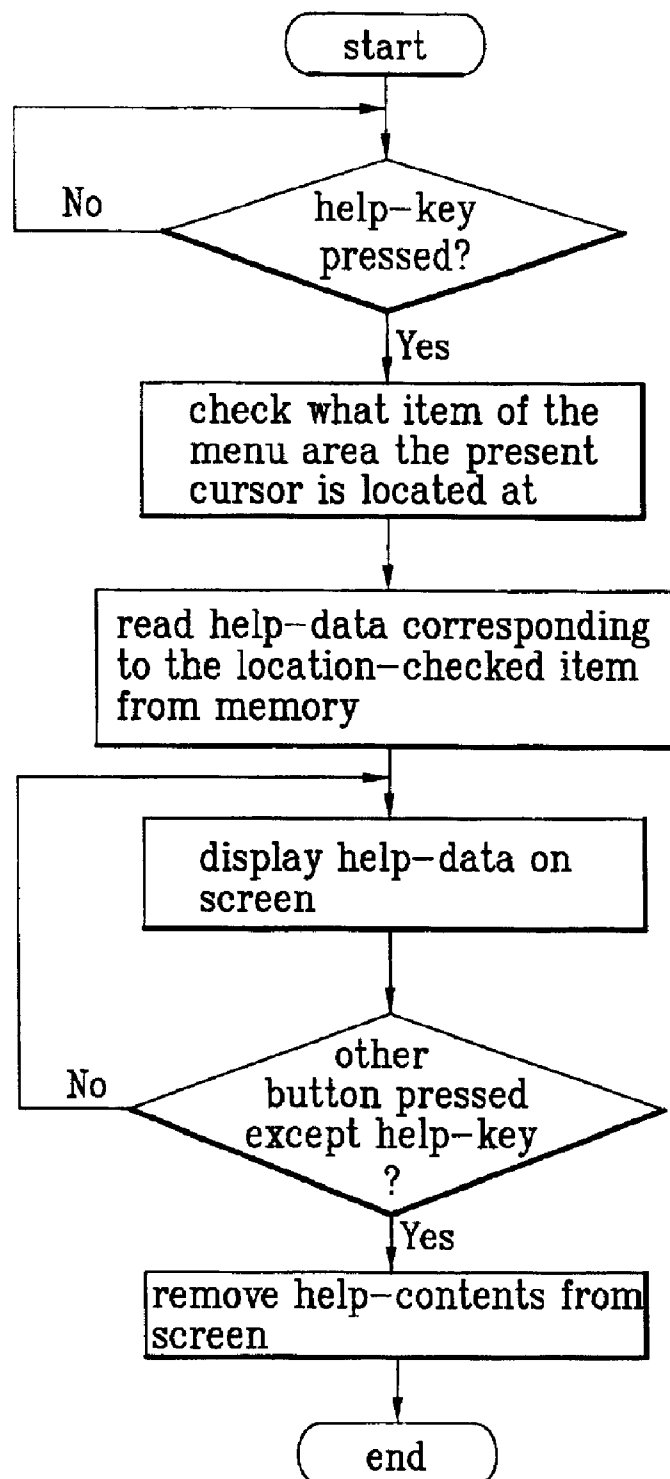 start
No
help-key
pressed?
Yes
check what item of the
menu area the present
cursor is located at
read help-data corresponding
to the location-checked item
from memory
display help-data on
screen
other
No
button pressed
except help-key
?
Yes
remove help-contents from
screen
end